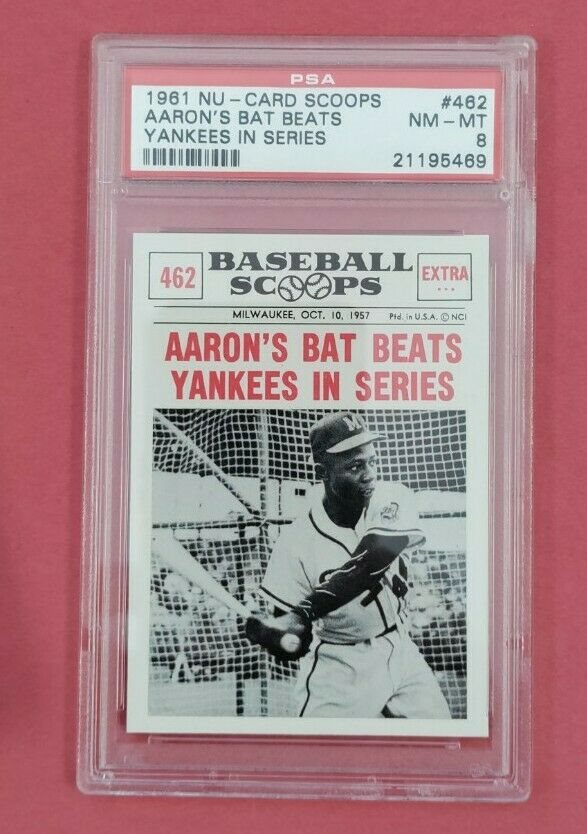 PSA
1961 NU-CARD SCOOPS #462
AARON'S BAT BEATS NM-MT
YANKEES IN SERIES 8
21195469
462 BASEBALL SCOOPS EXTRA ...
MILWAUKEE, OCT. 10, 1957 Ptd. in U.S.A. © NCI
AARON'S BAT BEATS
YANKEES IN SERIES
M